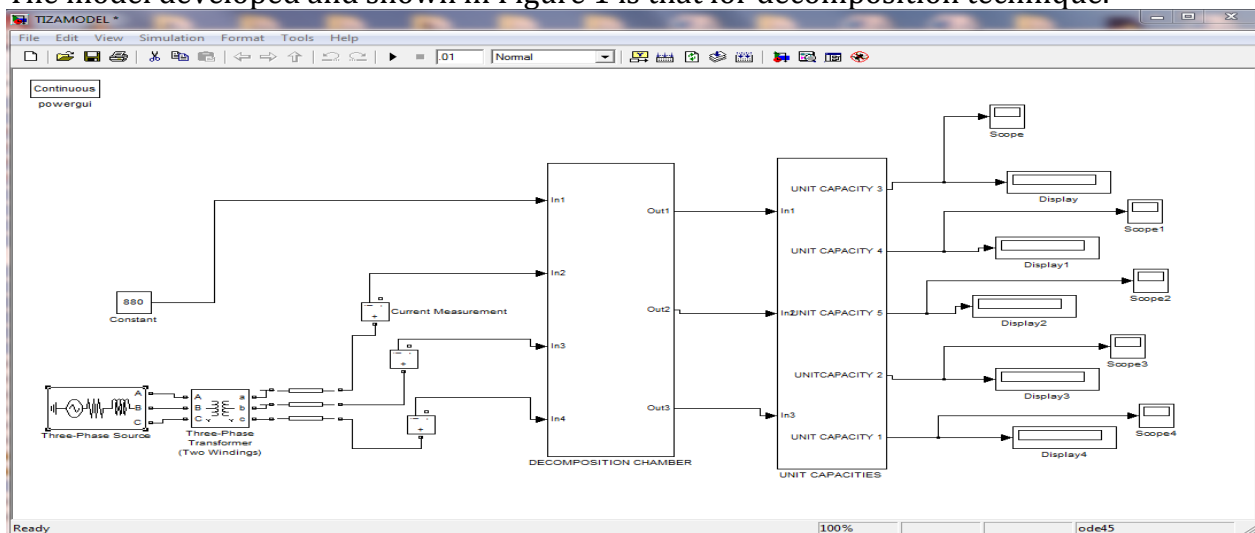 The model developed and shown in Figure 1 is that for decomposition technique.
TIZAMODEL *
File Edit View Simulation Format Tools Help
.01 Normal
Continuous
powergui
Scope
UNIT CAPACITY 3
Display
In1
Out1
In1
Scope1
UNIT CAPACITY 4
Display1
In2
880
Constant
Current Measurement
Out2
In2
UNIT CAPACITY 5
Scope2
Display2
In3
Scope3
UNITCAPACITY 2
Display3
A
B
C
A
B
C
a
b
c
Three-Phase Source
Three-Phase
Transformer
(Two Windings)
In4
Out3
In3
UNIT CAPACITY 1
Scope4
Display4
DECOMPOSITION CHAMBER
UNIT CAPACITIES
Ready 100% ode45